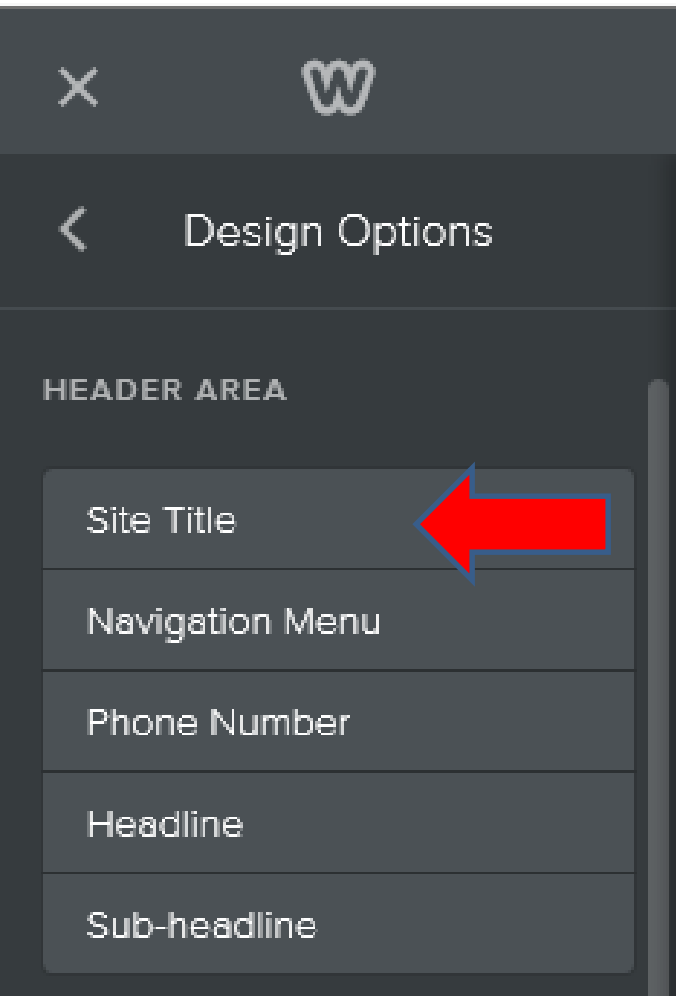 Design Options
HEADER AREA
Site Title
Navigation Menu
Phone Number
Headline
Sub-headline